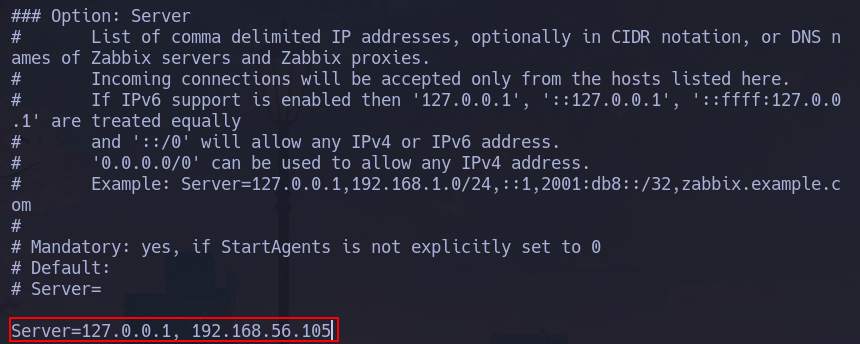 ### Option: Server
#       List of comma delimited IP addresses, optionally in CIDR notation, or DNS n
ames of Zabbix servers and Zabbix proxies.
#       Incoming connections will be accepted only from the hosts listed here.
#       If IPv6 support is enabled then '127.0.0.1', '::127.0.0.1', '::ffff:127.0.0
.1' are treated equally
#       and '::/0' will allow any IPv4 or IPv6 address.
#       '0.0.0.0/0' can be used to allow any IPv4 address.
#       Example: Server=127.0.0.1,192.168.1.0/24,::1,2001:db8::/32,zabbix.example.c
om
#
# Mandatory: yes, if StartAgents is not explicitly set to 0
# Default:
# Server=
Server=127.0.0.1, 192.168.56.105